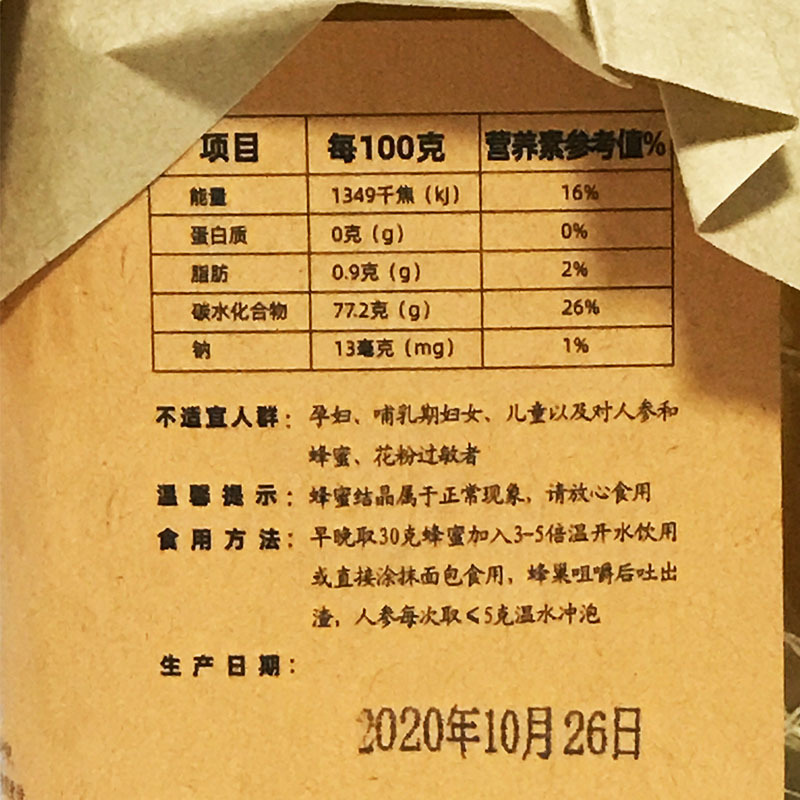 项目 每100克 营养素参考值%
能量 1349千焦（kJ） 16%
蛋白质 0克（g） 0%
脂肪 0.9克（g） 2%
碳水化合物 77.2克（g） 26%
钠 13毫克（mg） 1%
不适宜人群：孕妇、哺乳期妇女、儿童以及对人参和
蜂蜜、花粉过敏者
温馨提示：蜂蜜结晶属于正常现象，请放心食用
食用方法：早晚取30克蜂蜜加入3-5倍温开水饮用
或直接涂抹面包食用，蜂巢咀嚼后吐出
渣，人参每次取≤5克温水冲泡
生产日期：
2020年10月26日